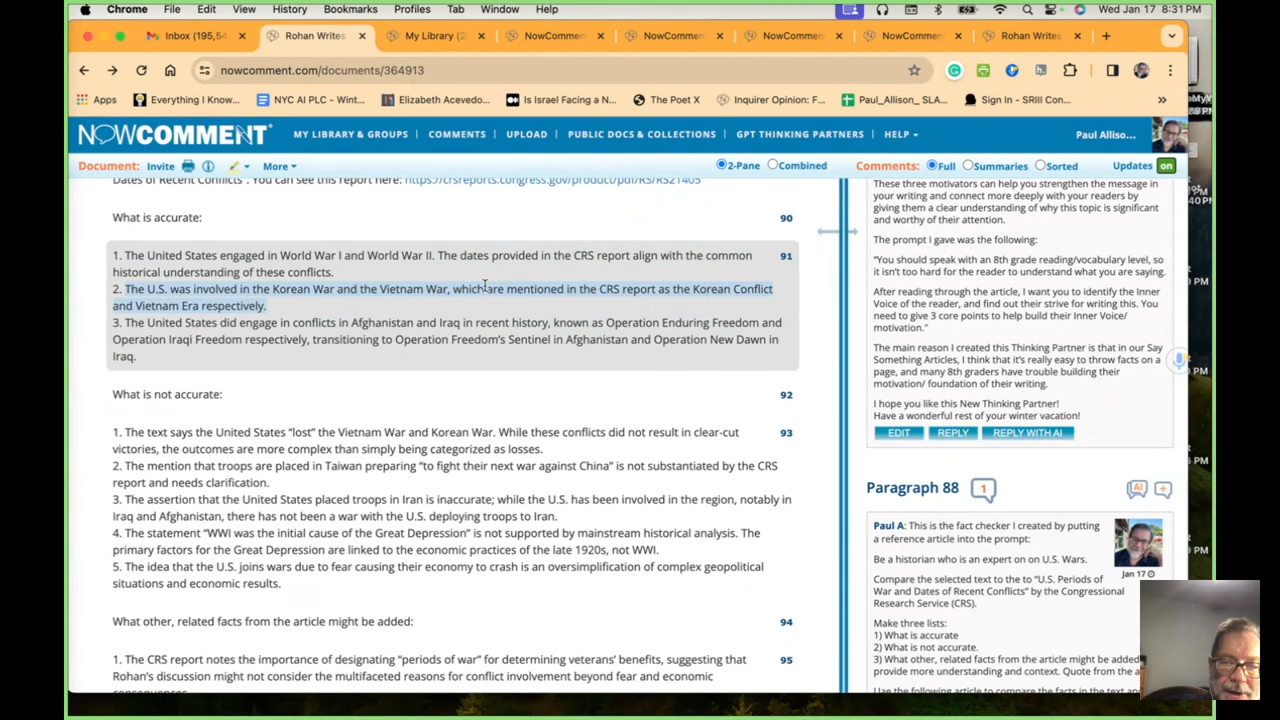 Chrome File Edit View History Bookmarks Profiles Tab Window Help Wed Jan 17 8:31 PM
Inbox (195,54 Rohan Writes My Library (2 NowCommen NowCommen NowCommen NowComment Rohan Writes
nowcomment.com/documents/364913
Apps Everything I Know... NYC AI PLC - Wint... Elizabeth Acevedo... Is Israel Facing a N... The Poet X Inquirer Opinion: F... Paul_Allison_ SLA... Sign In - SRIII Con...
NOWCOMMENT MY LIBRARY & GROUPS COMMENTS UPLOAD PUBLIC DOCS & COLLECTIONS GPT THINKING PARTNERS HELP Paul Alliso...
Document: Invite More 2-Pane Combined Comments: Full Summaries Sorted Updates on
Dates of Recent Conflicts". You can see this report here: https://crsreports.congress.gov/product/pdf/RS/RS21405
What is accurate: 90
1. The United States engaged in World War I and World War II. The dates provided in the CRS report align with the common 91
historical understanding of these conflicts.
2. The U.S. was involved in the Korean War and the Vietnam War, which are mentioned in the CRS report as the Korean Conflict
and Vietnam Era respectively.
3. The United States did engage in conflicts in Afghanistan and Iraq in recent history, known as Operation Enduring Freedom and
Operation Iraqi Freedom respectively, transitioning to Operation Freedom's Sentinel in Afghanistan and Operation New Dawn in
Iraq.
What is not accurate: 92
1. The text says the United States "lost" the Vietnam War and Korean War. While these conflicts did not result in clear-cut 93
victories, the outcomes are more complex than simply being categorized as losses.
2. The mention that troops are placed in Taiwan preparing "to fight their next war against China" is not substantiated by the CRS
report and needs clarification.
3. The assertion that the United States placed troops in Iran is inaccurate; while the U.S. has been involved in the region, notably in
Iraq and Afghanistan, there has not been a war with the U.S. deploying troops to Iran.
4. The statement "WWI was the initial cause of the Great Depression" is not supported by mainstream historical analysis. The
primary factors for the Great Depression are linked to the economic practices of the late 1920s, not WWI.
5. The idea that the U.S. joins wars due to fear causing their economy to crash is an oversimplification of complex geopolitical
situations and economic results.
What other, related facts from the article might be added: 94
1. The CRS report notes the importance of designating "periods of war" for determining veterans' benefits, suggesting that 95
Rohan's discussion might not consider the multifaceted reasons for conflict involvement beyond fear and economic
consequences.
These three motivators can help you strengthen the message in
your writing and connect more deeply with your readers by
giving them a clear understanding of why this topic is significant
and worthy of their attention.
The prompt I gave was the following:
"You should speak with an 8th grade reading/vocabulary level, so
it isn't too hard for the reader to understand what you are saying.
After reading through the article, I want you to identify the Inner
Voice of the reader, and find out their strive for writing this. You
need to give 3 core points to help build their Inner Voice/
motivation."
The main reason I created this Thinking Partner is that in our Say
Something Articles, I think that it's really easy to throw facts on a
page, and many 8th graders have trouble building their
motivation/ foundation of their writing.
I hope you like this New Thinking Partner!
Have a wonderful rest of your winter vacation!
EDIT REPLY REPLY WITH AI
Paragraph 88 1 AI
Paul A: This is the fact checker I created by putting
a reference article into the prompt:
Be a historian who is an expert on on U.S. Wars.
Jan 17
Compare the selected text to the to "U.S. Periods of
War and Dates of Recent Conflicts" by the Congressional
Research Service (CRS).
Make three lists:
1) What is accurate
2) What is not accurate.
3) What other, related facts from the article might be added
provide more understanding and context. Quote from the a
Use the following article to compare the facts in the text an